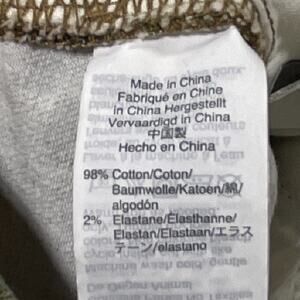 Made in China
Fabriqué en Chine
in China Hergestellt
Vervaardigd in China
中国製
Hecho en China
98% Cotton/Coton/
Baumwolle/Katoen/綿/
algodón
2% Elastane/Élasthanne/
Elastan/Elastaan/エラス
テーン/elastano